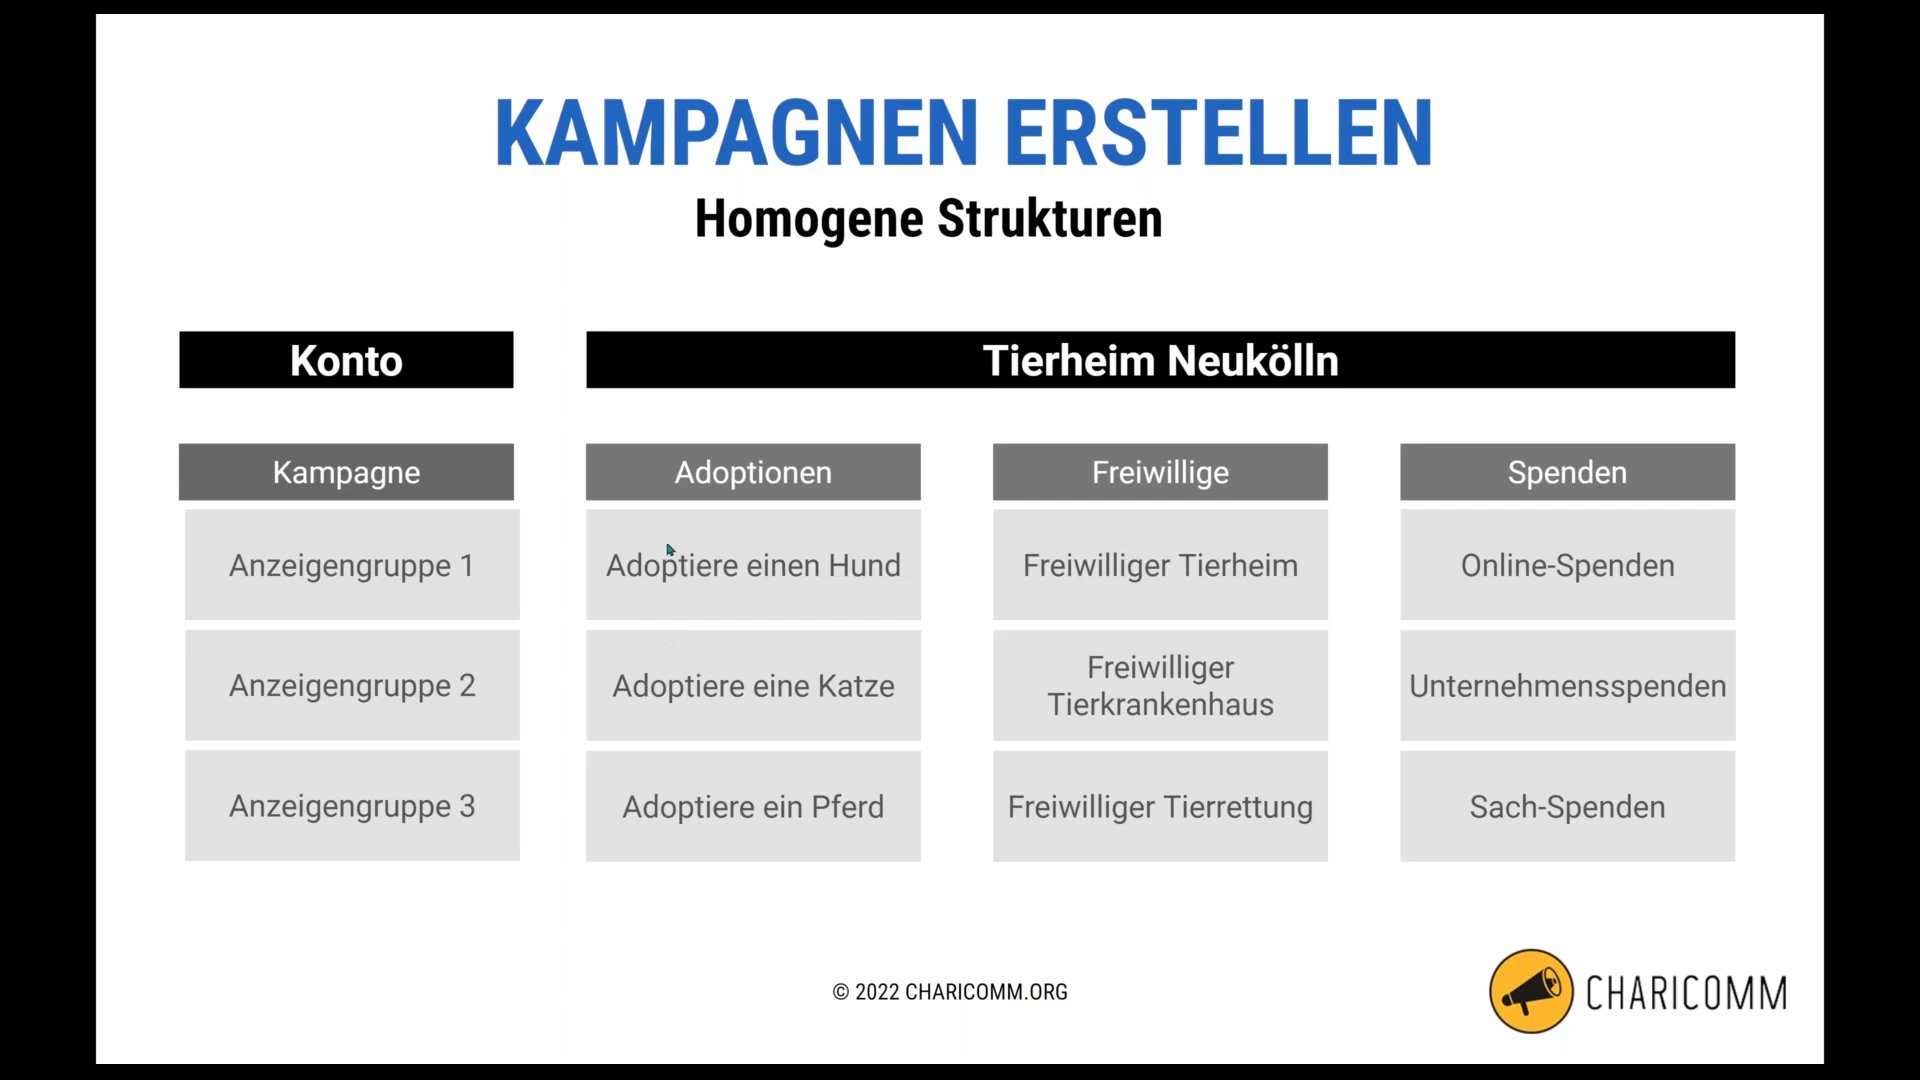 KAMPAGNEN ERSTELLEN
Homogene Strukturen
Konto
Tierheim Neukölln
Kampagne
Adoptionen
Freiwillige
Spenden
Anzeigengruppe 1
Adoptiere einen Hund
Freiwilliger Tierheim
Online-Spenden
Anzeigengruppe 2
Adoptiere eine Katze
Freiwilliger
Tierkrankenhaus
Unternehmensspenden
Anzeigengruppe 3
Adoptiere ein Pferd
Freiwilliger Tierrettung
Sach-Spenden
© 2022 CHARICOMM.ORG
CHARICOMM